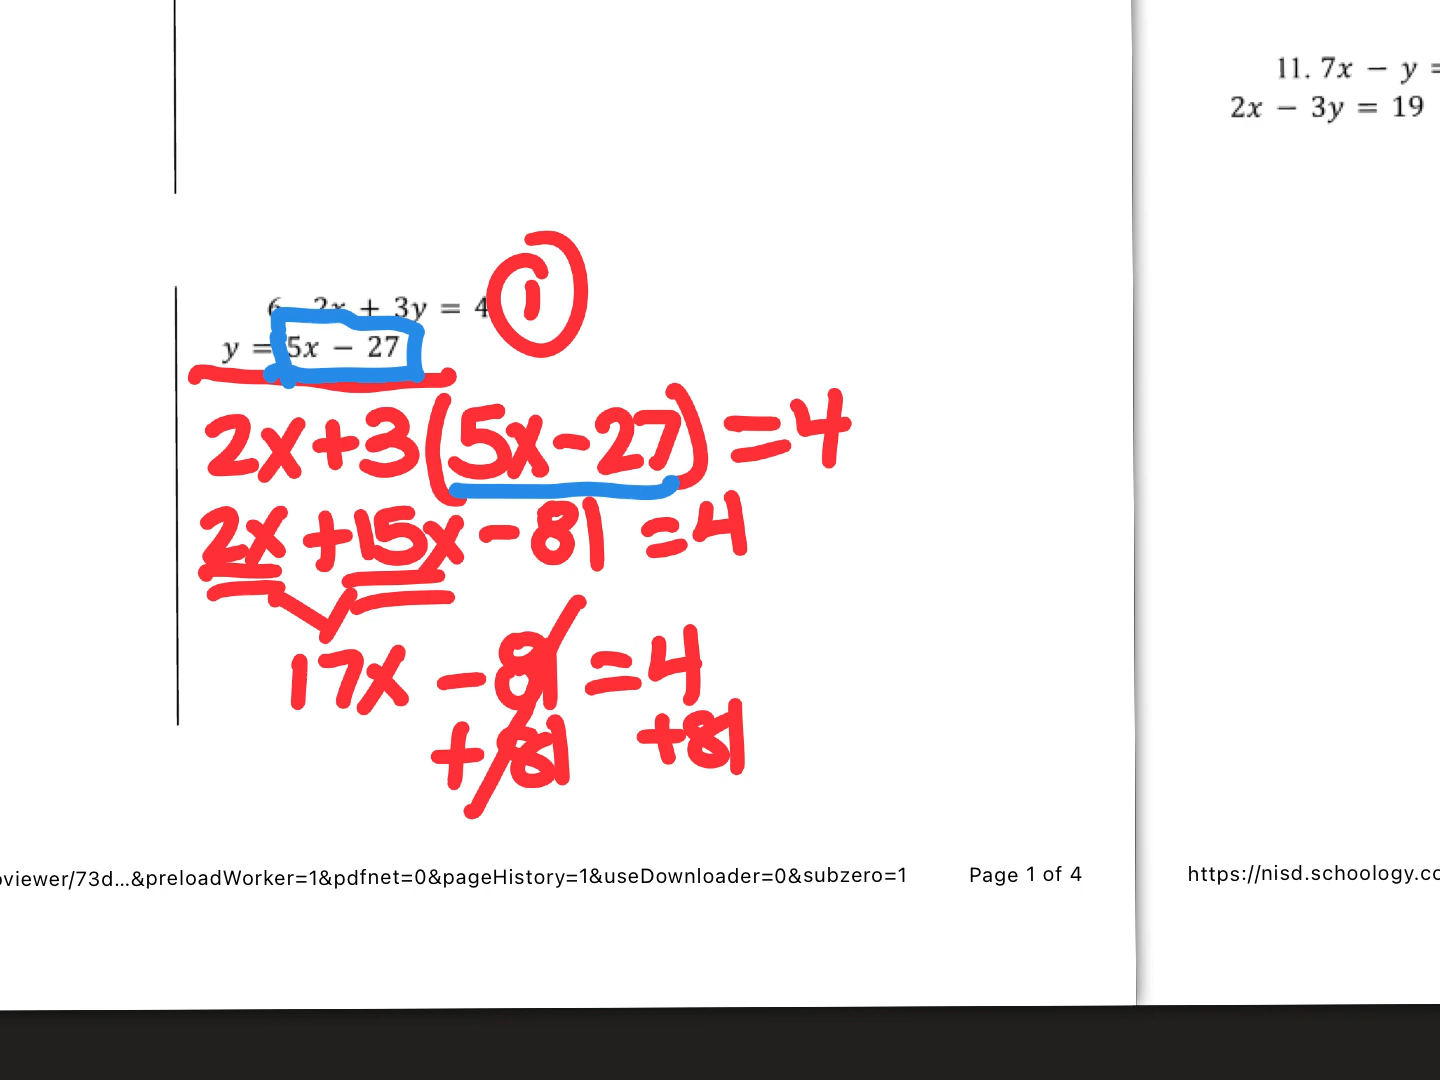 11. 7x − y =
2x − 3y = 19
6. 2x + 3y = 4
①
y = 5x − 27
2x+3(5x-27)=4
2x+15x-81=4
17x-81=4
+81 +81
oviewer/73d...&preloadWorker=1&pdfnet=0&pageHistory=1&useDownloader=0&subzero=1 Page 1 of 4
https://nisd.schoology.co